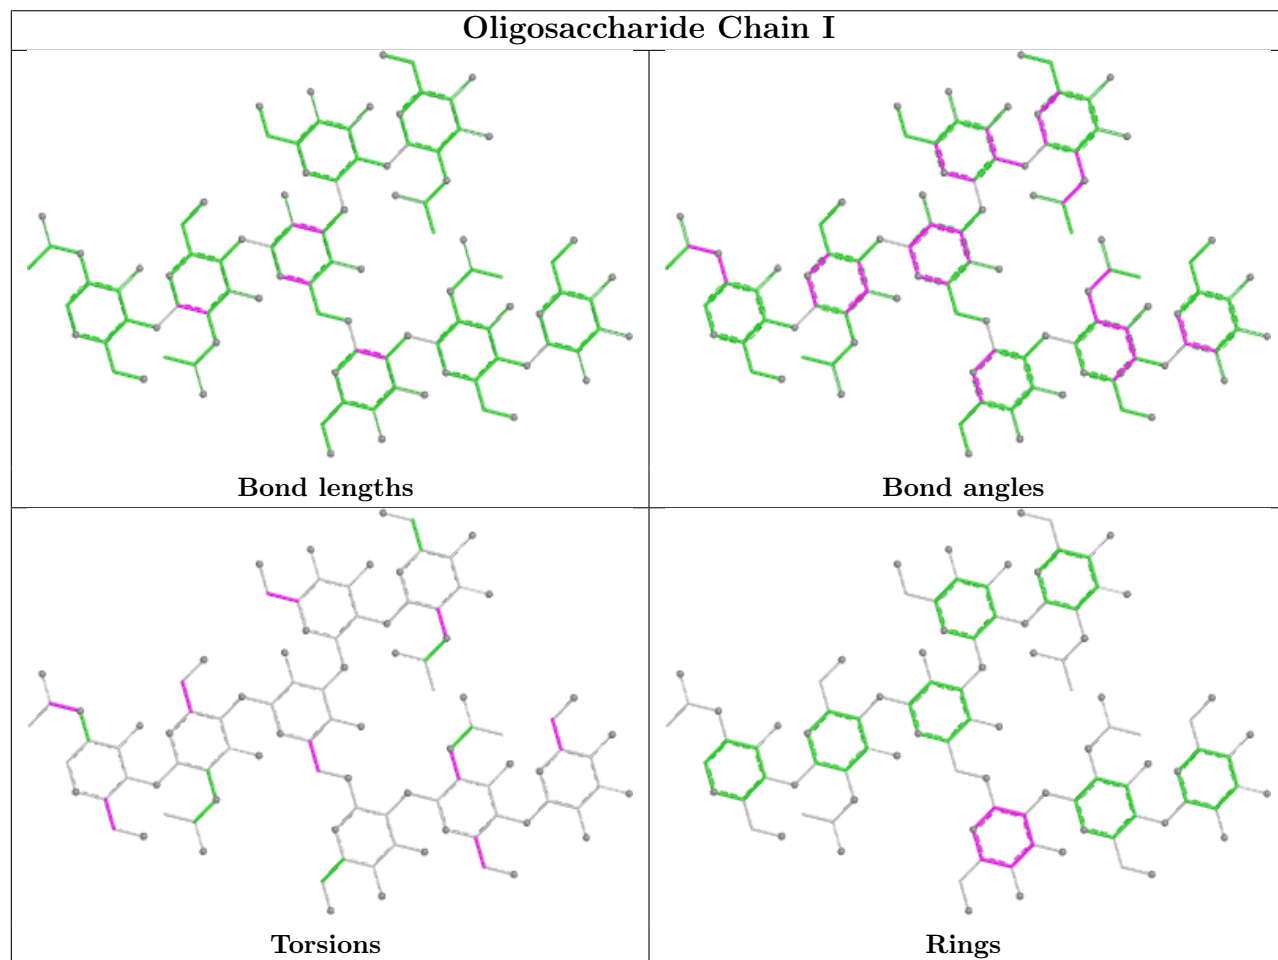 Oligosaccharide Chain I
Bond lengths
Bond angles
Torsions
Rings